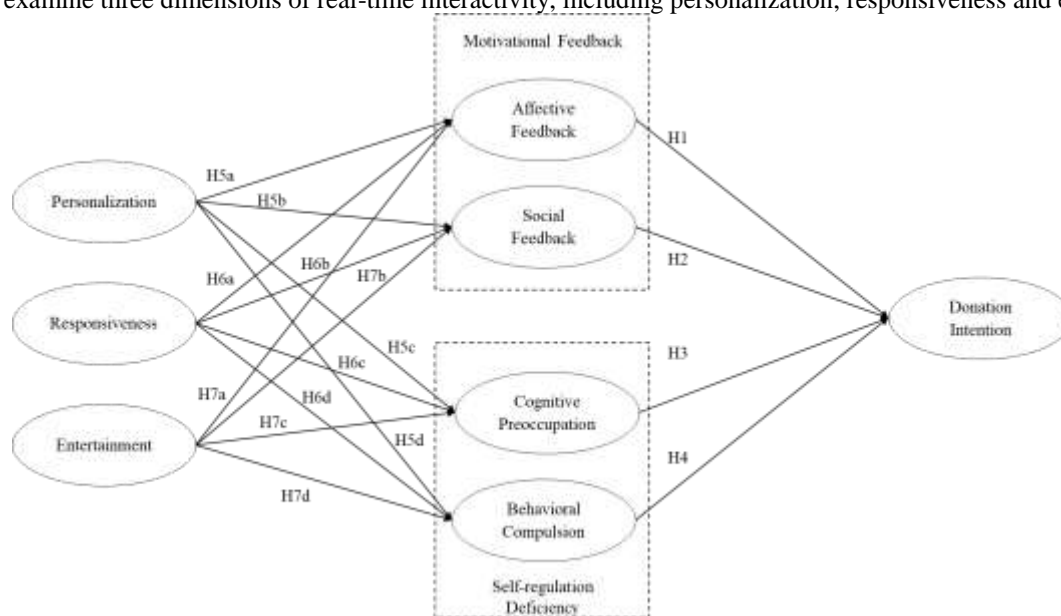 examine three dimensions of real-time interactivity, including personalization, responsiveness and
Motivational Feedback
Affective
Feedback
H1
H5a
Personalization
H5b
Social
Feedback
H6b
H7b
H2
H6a
Responsiveness
Donation
Intention
H5c
H6c
H3
H7a
H6d
Cognitive
Preoccupation
H7c
H5d
Entertainment
H4
H7d
Behavioral
Compulsion
Self-regulation
Deficiency